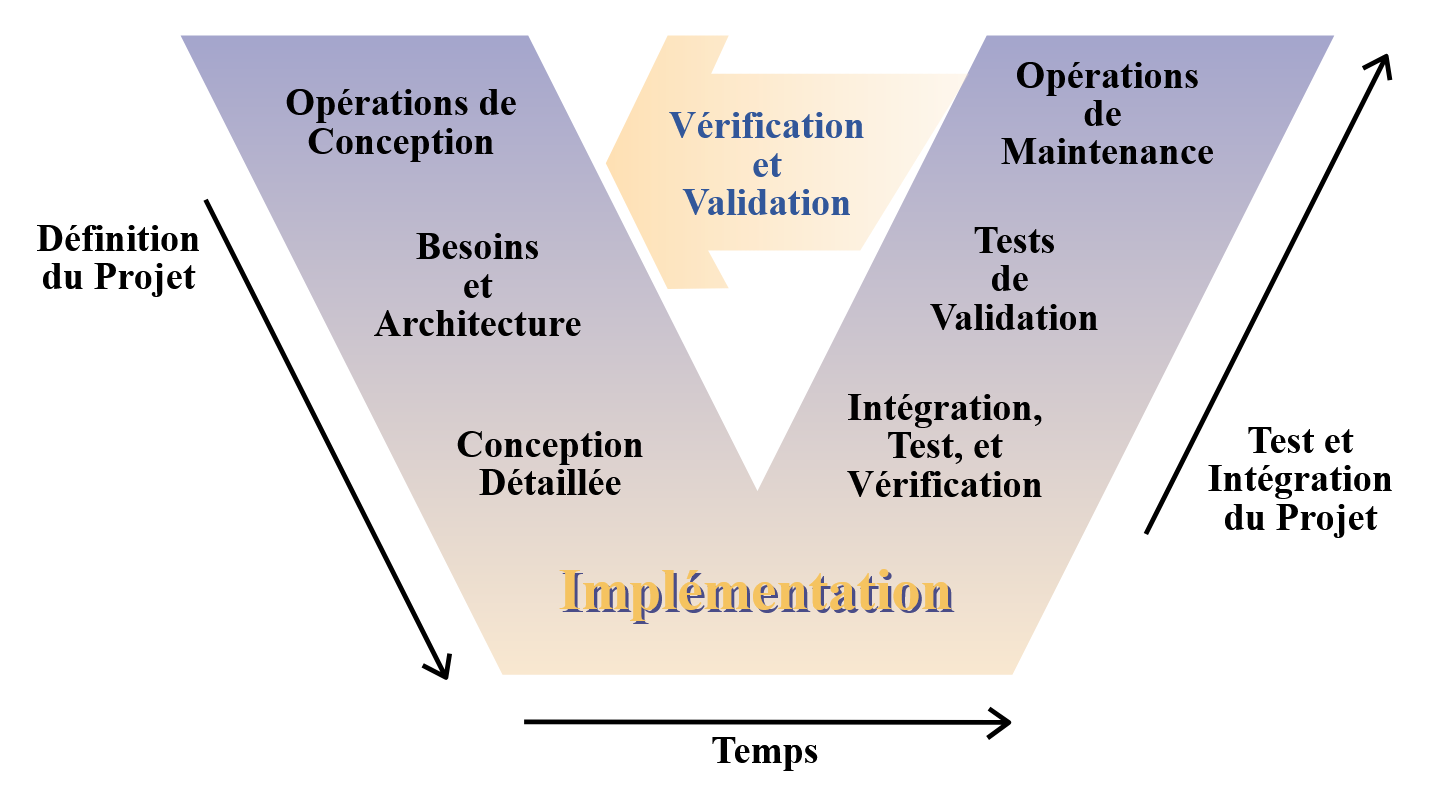 Opérations de
Conception
Vérification
et
Validation
Opérations
de
Maintenance
Définition
du Projet
Besoins
et
Architecture
Tests
de
Validation
Conception
Détaillée
Intégration,
Test, et
Vérification
Test et
Intégration
du Projet
Implémentation
Temps